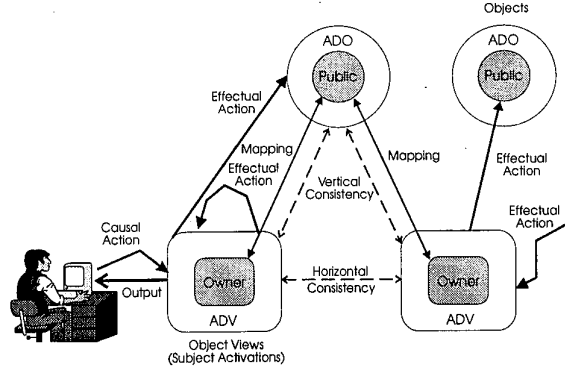 Objects
ADO
ADO
Public
Public
Effectual
Action
Mapping
Effectual
Action
Mapping
Effectual
Action
Vertical
Consistency
Effectual
Action
Causal
Action
Output
Owner
Horizontal
Consistency
Owner
ADV
ADV
Object Views
(Subject Activations)